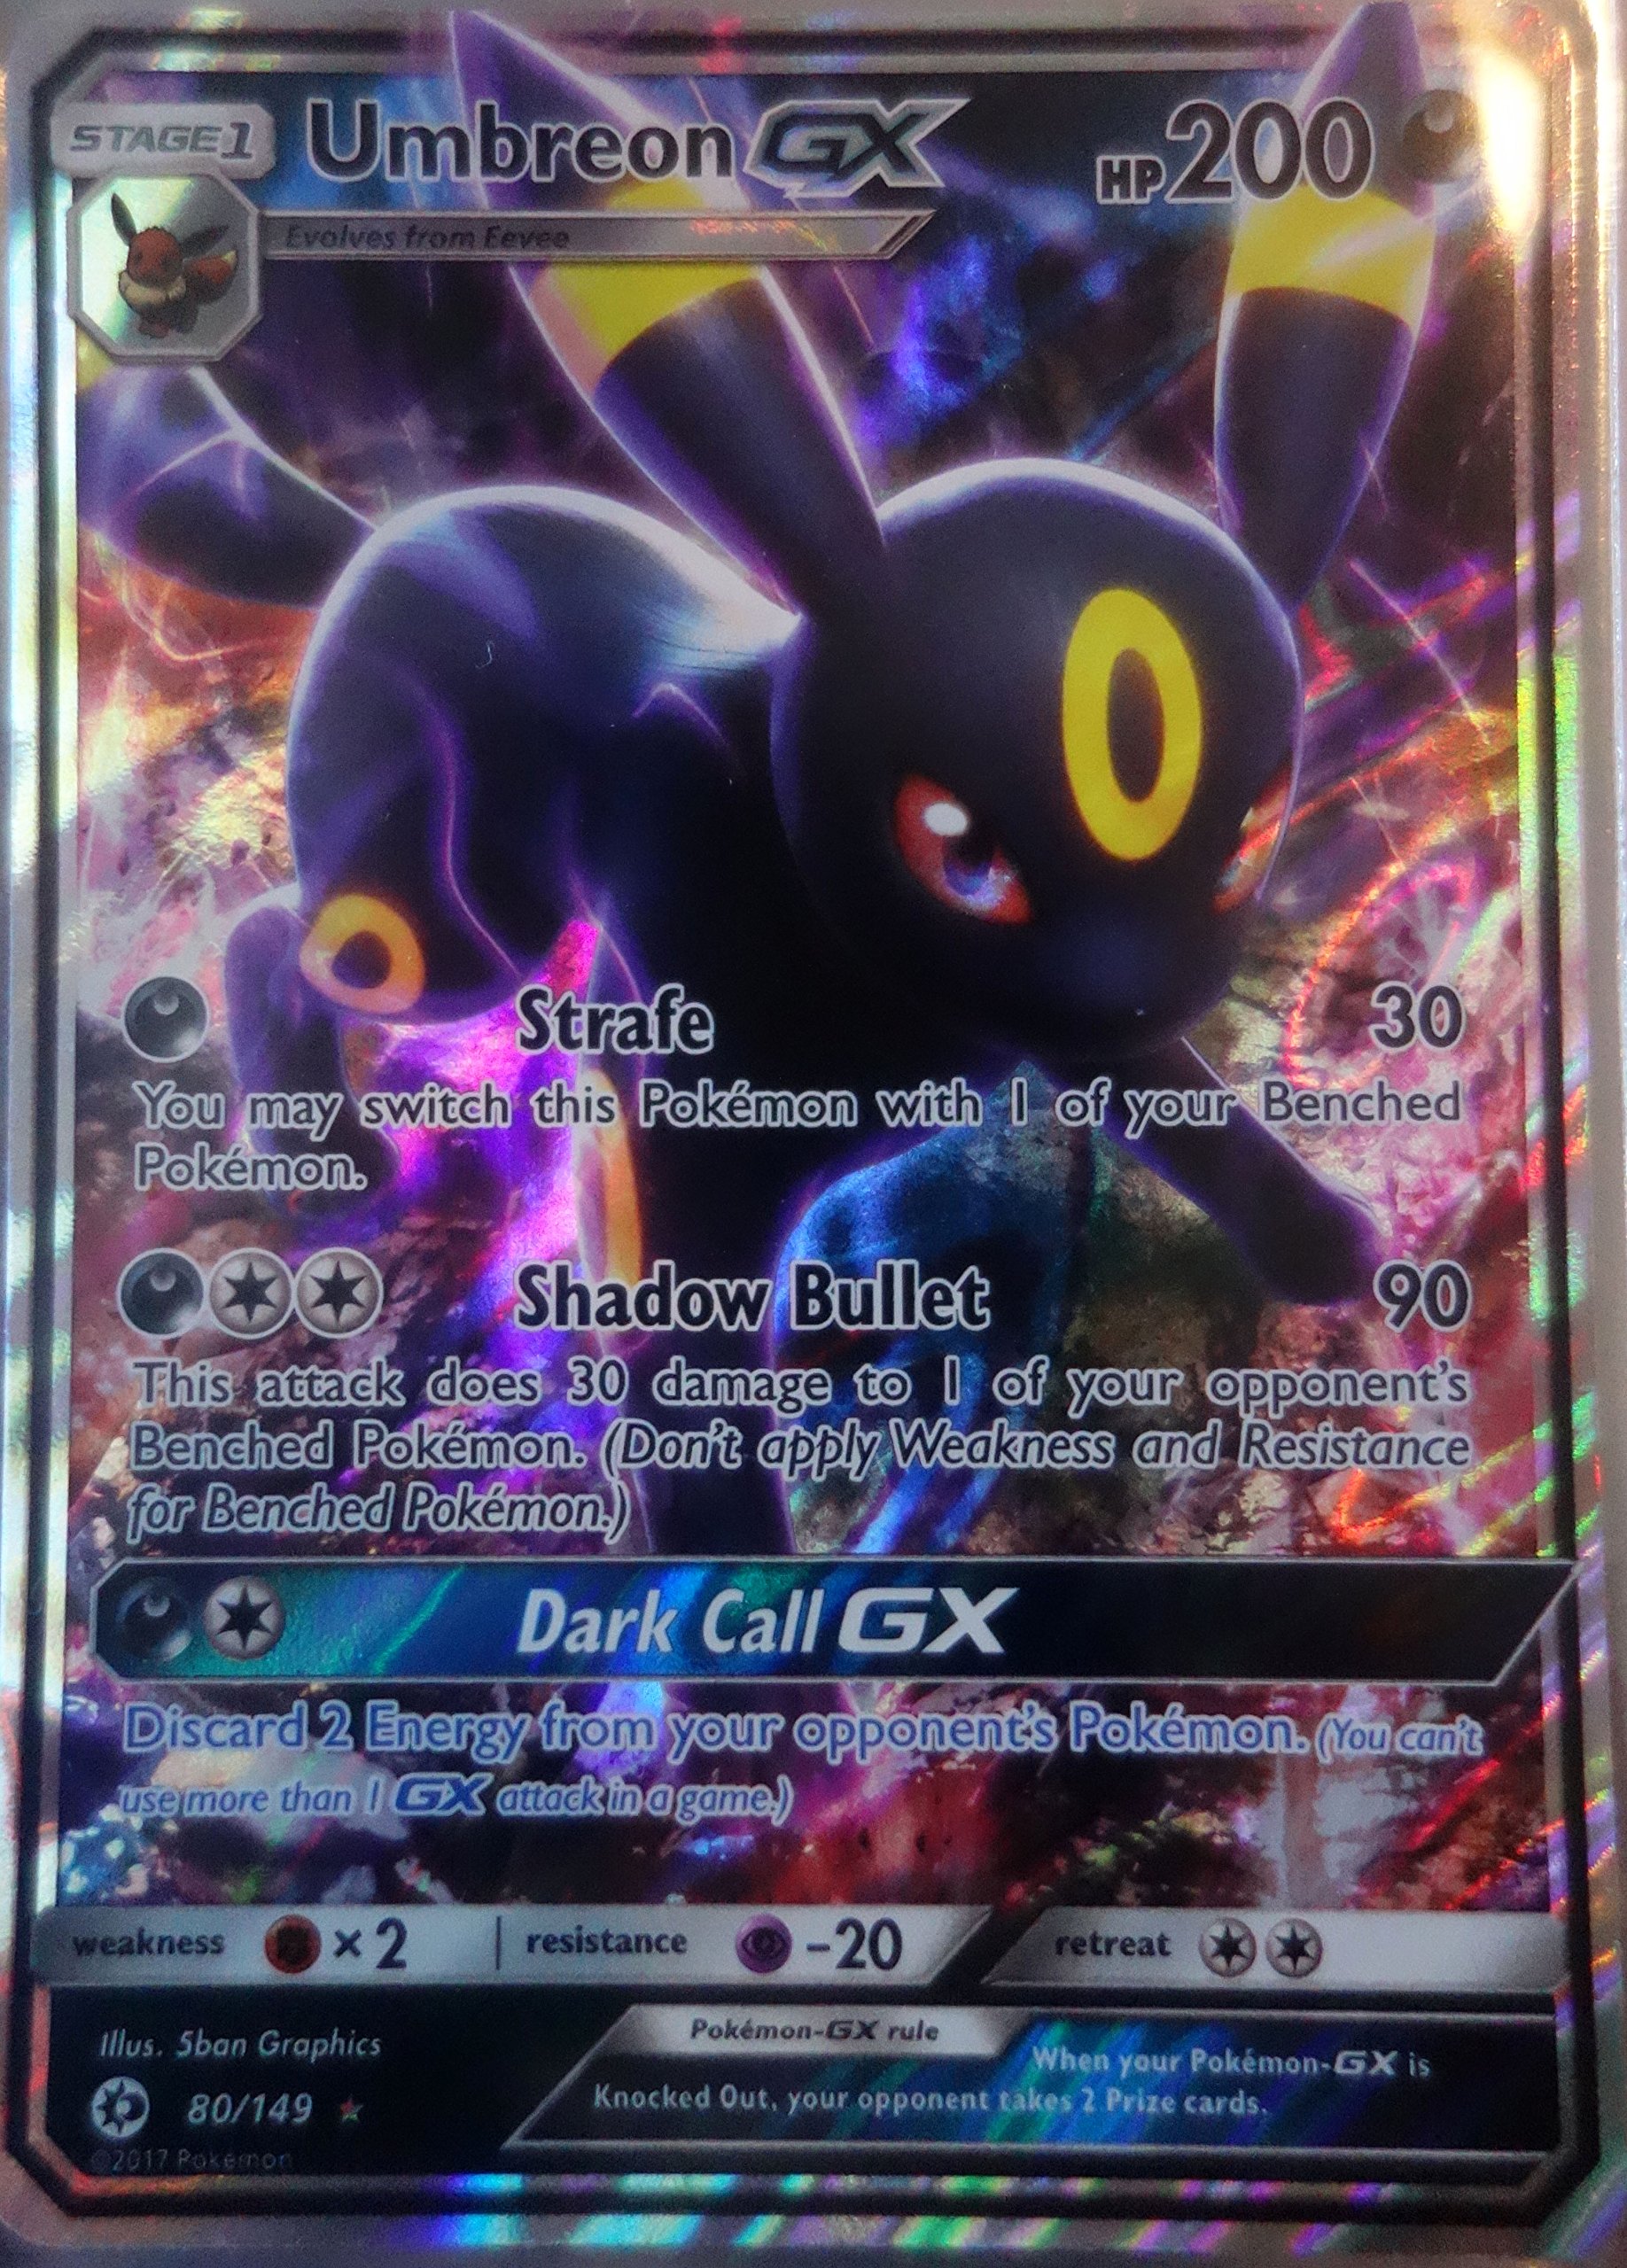 STAGE 1 Umbreon GX HP 200
Evolves from Eevee
Strafe 30
You may switch this Pokémon with 1 of your Benched
Pokémon.
Shadow Bullet 90
This attack does 30 damage to 1 of your opponent's
Benched Pokémon. (Don't apply Weakness and Resistance
for Benched Pokémon.)
Dark Call GX
Discard 2 Energy from your opponent's Pokémon. (You can't
use more than 1 GX attack in a game.)
weakness ×2 resistance -20 retreat
Illus. 5ban Graphics
80/149
©2017 Pokémon
Pokémon-GX rule
When your Pokémon-GX is
Knocked Out, your opponent takes 2 Prize cards.